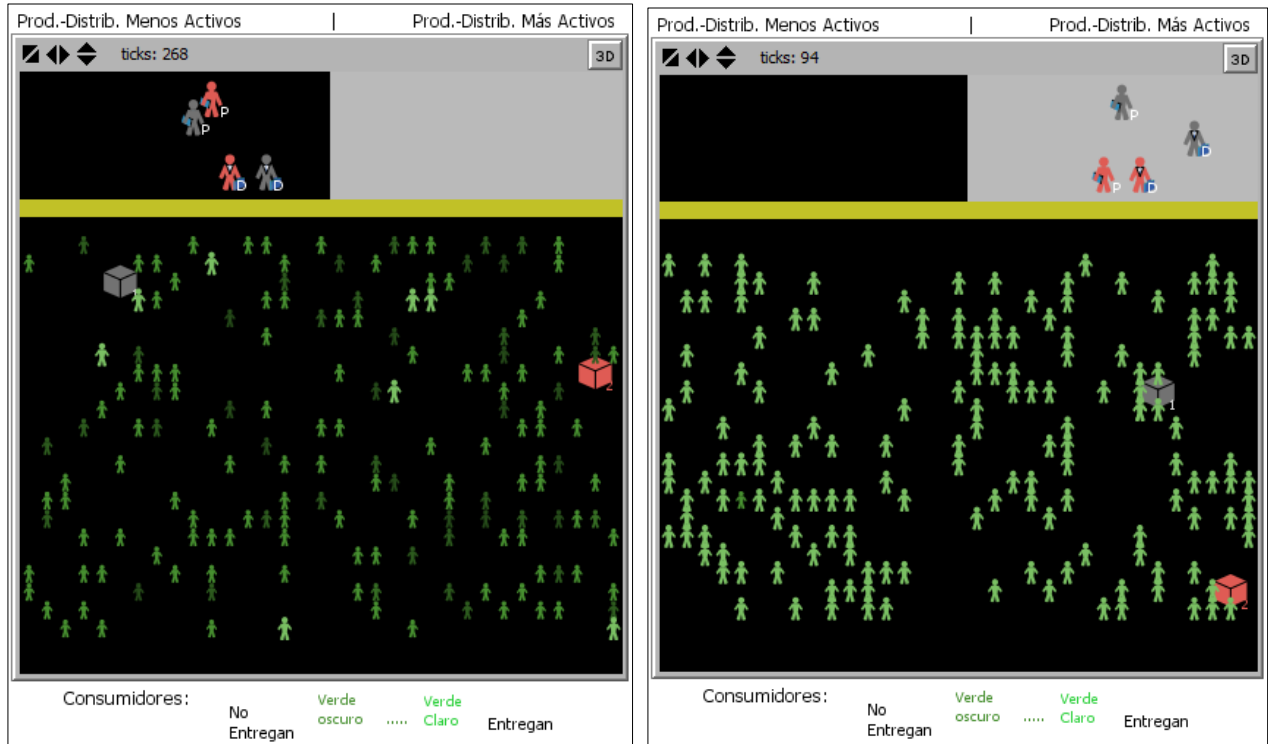 Prod.-Distrib. Menos Activos | Prod.-Distrib. Más Activos
ticks: 268
3D
P
P
D D
1
2
Consumidores:
No
Entregan
Verde
oscuro
.....
Verde
Claro
Entregan
Prod.-Distrib. Menos Activos | Prod.-Distrib. Más Activos
ticks: 94
3D
P
D
P D
1
2
Consumidores:
No
Entregan
Verde
oscuro
.....
Verde
Claro
Entregan